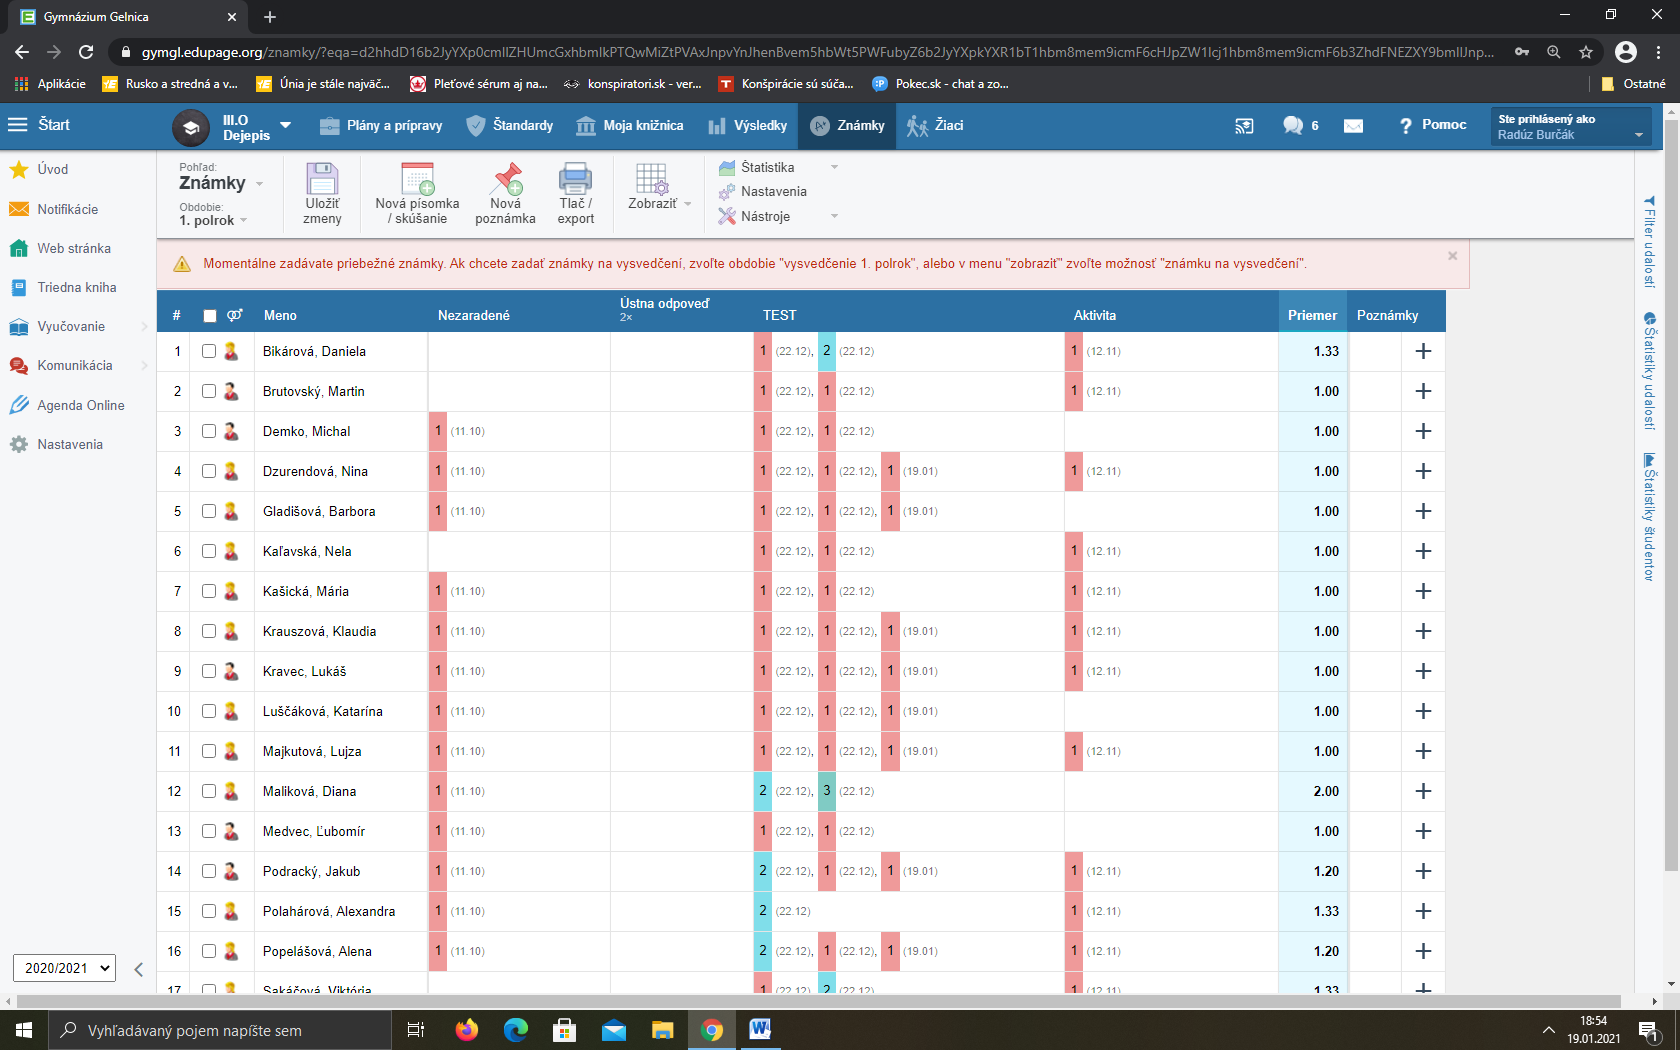 Gymnázium Gelnica
gymgl.edupage.org/znamky/?eqa=
Aplikácie
Rusko a stredná a v...
Únia je stále najväč...
Pleťové sérum aj na...
konspiratori.sk - ver...
Konšpirácie sú súča...
Pokec.sk - chat a zo...
Ostatné
Štart
III.O
Dejepis
Plány a prípravy
Štandardy
Moja knižnica
Výsledky
Známky
Žiaci
6
Pomoc
Ste prihlásený ako
Radúz Burčák
Úvod
Notifikácie
Web stránka
Triedna kniha
Vyučovanie
Komunikácia
Agenda Online
Nastavenia
2020/2021
Pohľad:
Známky
Obdobie:
1. polrok
Uložiť
zmeny
Nová písomka
/ skúšanie
Nová
poznámka
Tlač /
export
Zobraziť
Štatistika
Nastavenia
Nástroje
Filter udalostí
Štatistiky udalostí
Štatistiky študentov
Momentálne zadávate priebežné známky. Ak chcete zadať známky na vysvedčení, zvoľte obdobie "vysvedčenie 1. polrok", alebo v menu "zobraziť" zvoľte možnosť "známku na vysvedčení".
# Meno Nezaradené Ústna odpoveď 2× TEST Aktivita Priemer Poznámky
1 Bikárová, Daniela 1 (22.12), 2 (22.12) 1 (12.11) 1.33
2 Brutovský, Martin 1 (22.12), 1 (22.12) 1 (12.11) 1.00
3 Demko, Michal 1 (11.10) 1 (22.12), 1 (22.12) 1.00
4 Dzurendová, Nina 1 (11.10) 1 (22.12), 1 (22.12), 1 (19.01) 1 (12.11) 1.00
5 Gladišová, Barbora 1 (11.10) 1 (22.12), 1 (22.12), 1 (19.01) 1.00
6 Kaľavská, Nela 1 (22.12), 1 (22.12) 1 (12.11) 1.00
7 Kašická, Mária 1 (11.10) 1 (22.12), 1 (22.12) 1 (12.11) 1.00
8 Krauszová, Klaudia 1 (11.10) 1 (22.12), 1 (22.12), 1 (19.01) 1 (12.11) 1.00
9 Kravec, Lukáš 1 (11.10) 1 (22.12), 1 (22.12), 1 (19.01) 1 (12.11) 1.00
10 Luščáková, Katarína 1 (11.10) 1 (22.12), 1 (22.12), 1 (19.01) 1.00
11 Majkutová, Lujza 1 (11.10) 1 (22.12), 1 (22.12), 1 (19.01) 1 (12.11) 1.00
12 Maliková, Diana 1 (11.10) 2 (22.12), 3 (22.12) 2.00
13 Medvec, Ľubomír 1 (11.10) 1 (22.12), 1 (22.12) 1.00
14 Podracký, Jakub 1 (11.10) 2 (22.12), 1 (22.12), 1 (19.01) 1 (12.11) 1.20
15 Polahárová, Alexandra 1 (11.10) 2 (22.12) 1 (12.11) 1.33
16 Popelášová, Alena 1 (11.10) 2 (22.12), 1 (22.12), 1 (19.01) 1 (12.11) 1.20
17 Sakáčová, Viktória 1 (22.12), 2 (22.12) 1 (12.11) 1.33
Vyhľadávaný pojem napíšte sem
18:54
19.01.2021
1